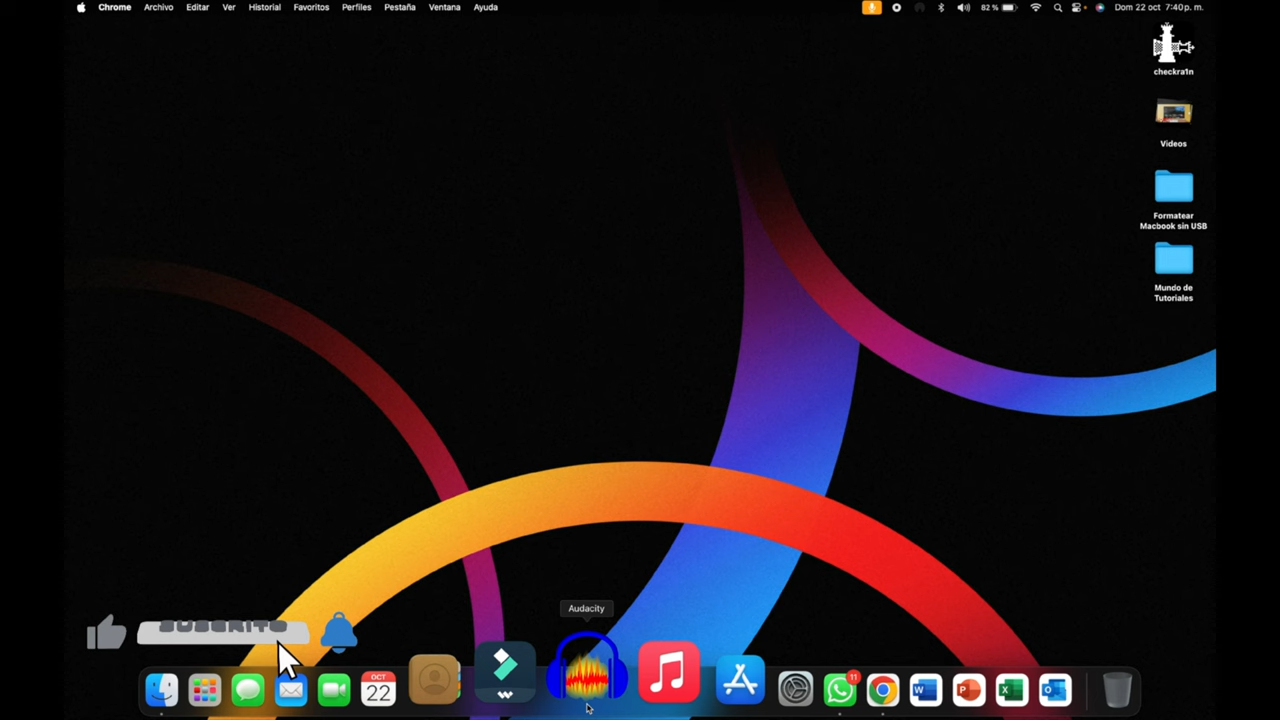 Chrome Archivo Editar Ver Historial Favoritos Perfiles Pestaña Ventana Ayuda 82 % Dom 22 oct 7:40 p. m.
checkra1n
Videos
Formatear
Macbook sin USB
Mundo de
Tutoriales
Audacity
SUSCRITO
OCT
22
11
W P X O